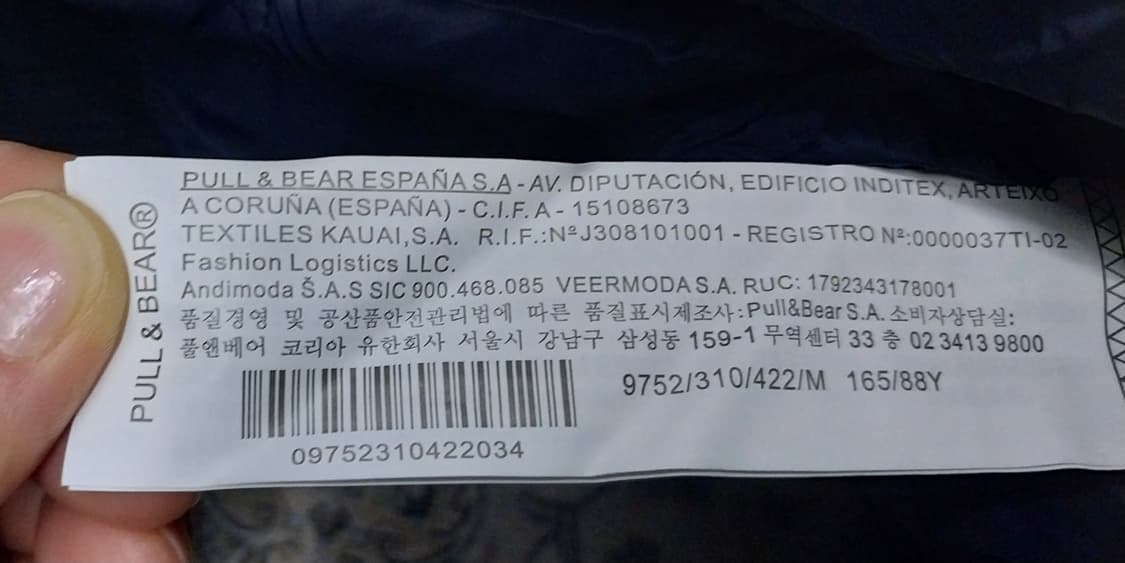 PULL & BEAR®
PULL & BEAR ESPAÑA S.A - AV. DIPUTACIÓN, EDIFICIO INDITEX, ARTEIXO
A CORUÑA (ESPAÑA) - C.I.F. A - 15108673
TEXTILES KAUAI, S.A. R.I.F.:NºJ308101001 - REGISTRO Nº:0000037TI-02
Fashion Logistics LLC.
Andimoda Š.A.S SIC 900.468.085 VEERMODA S.A. RUC: 1792343178001
품질경영 및 공산품안전관리법에 따른 품질표시제조사:Pull&Bear S.A. 소비자상담실:
풀앤베어 코리아 유한회사 서울시 강남구 삼성동 159-1 무역센터 33 층 02 3413 9800
9752/310/422/M 165/88Y
09752310422034